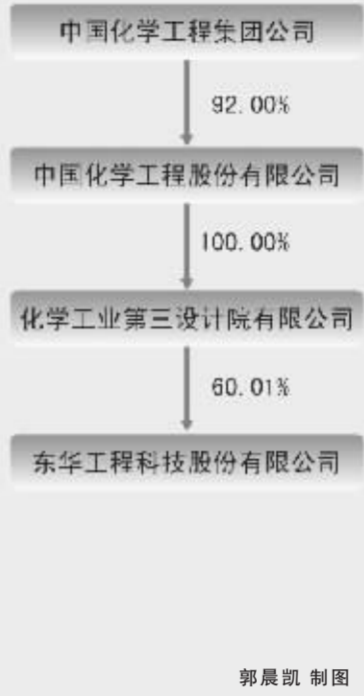 中国化学工程集团公司
92.00%
中国化学工程股份有限公司
100.00%
化学工业第三设计院有限公司
60.01%
东华工程科技股份有限公司
郭晨凯 制图